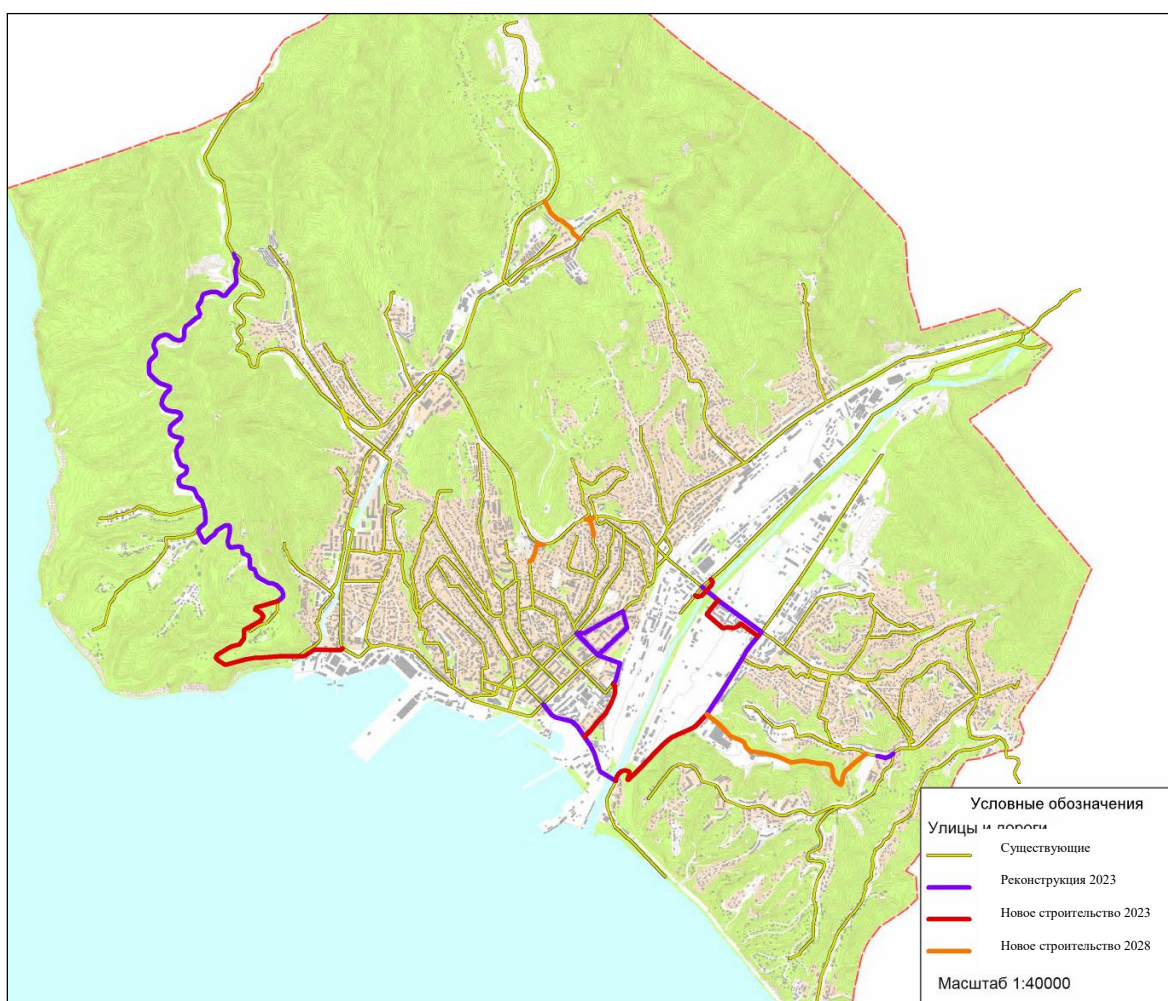 Условные обозначения
Улицы и дороги
Существующие
Реконструкция 2023
Новое строительство 2023
Новое строительство 2028
Масштаб 1:40000